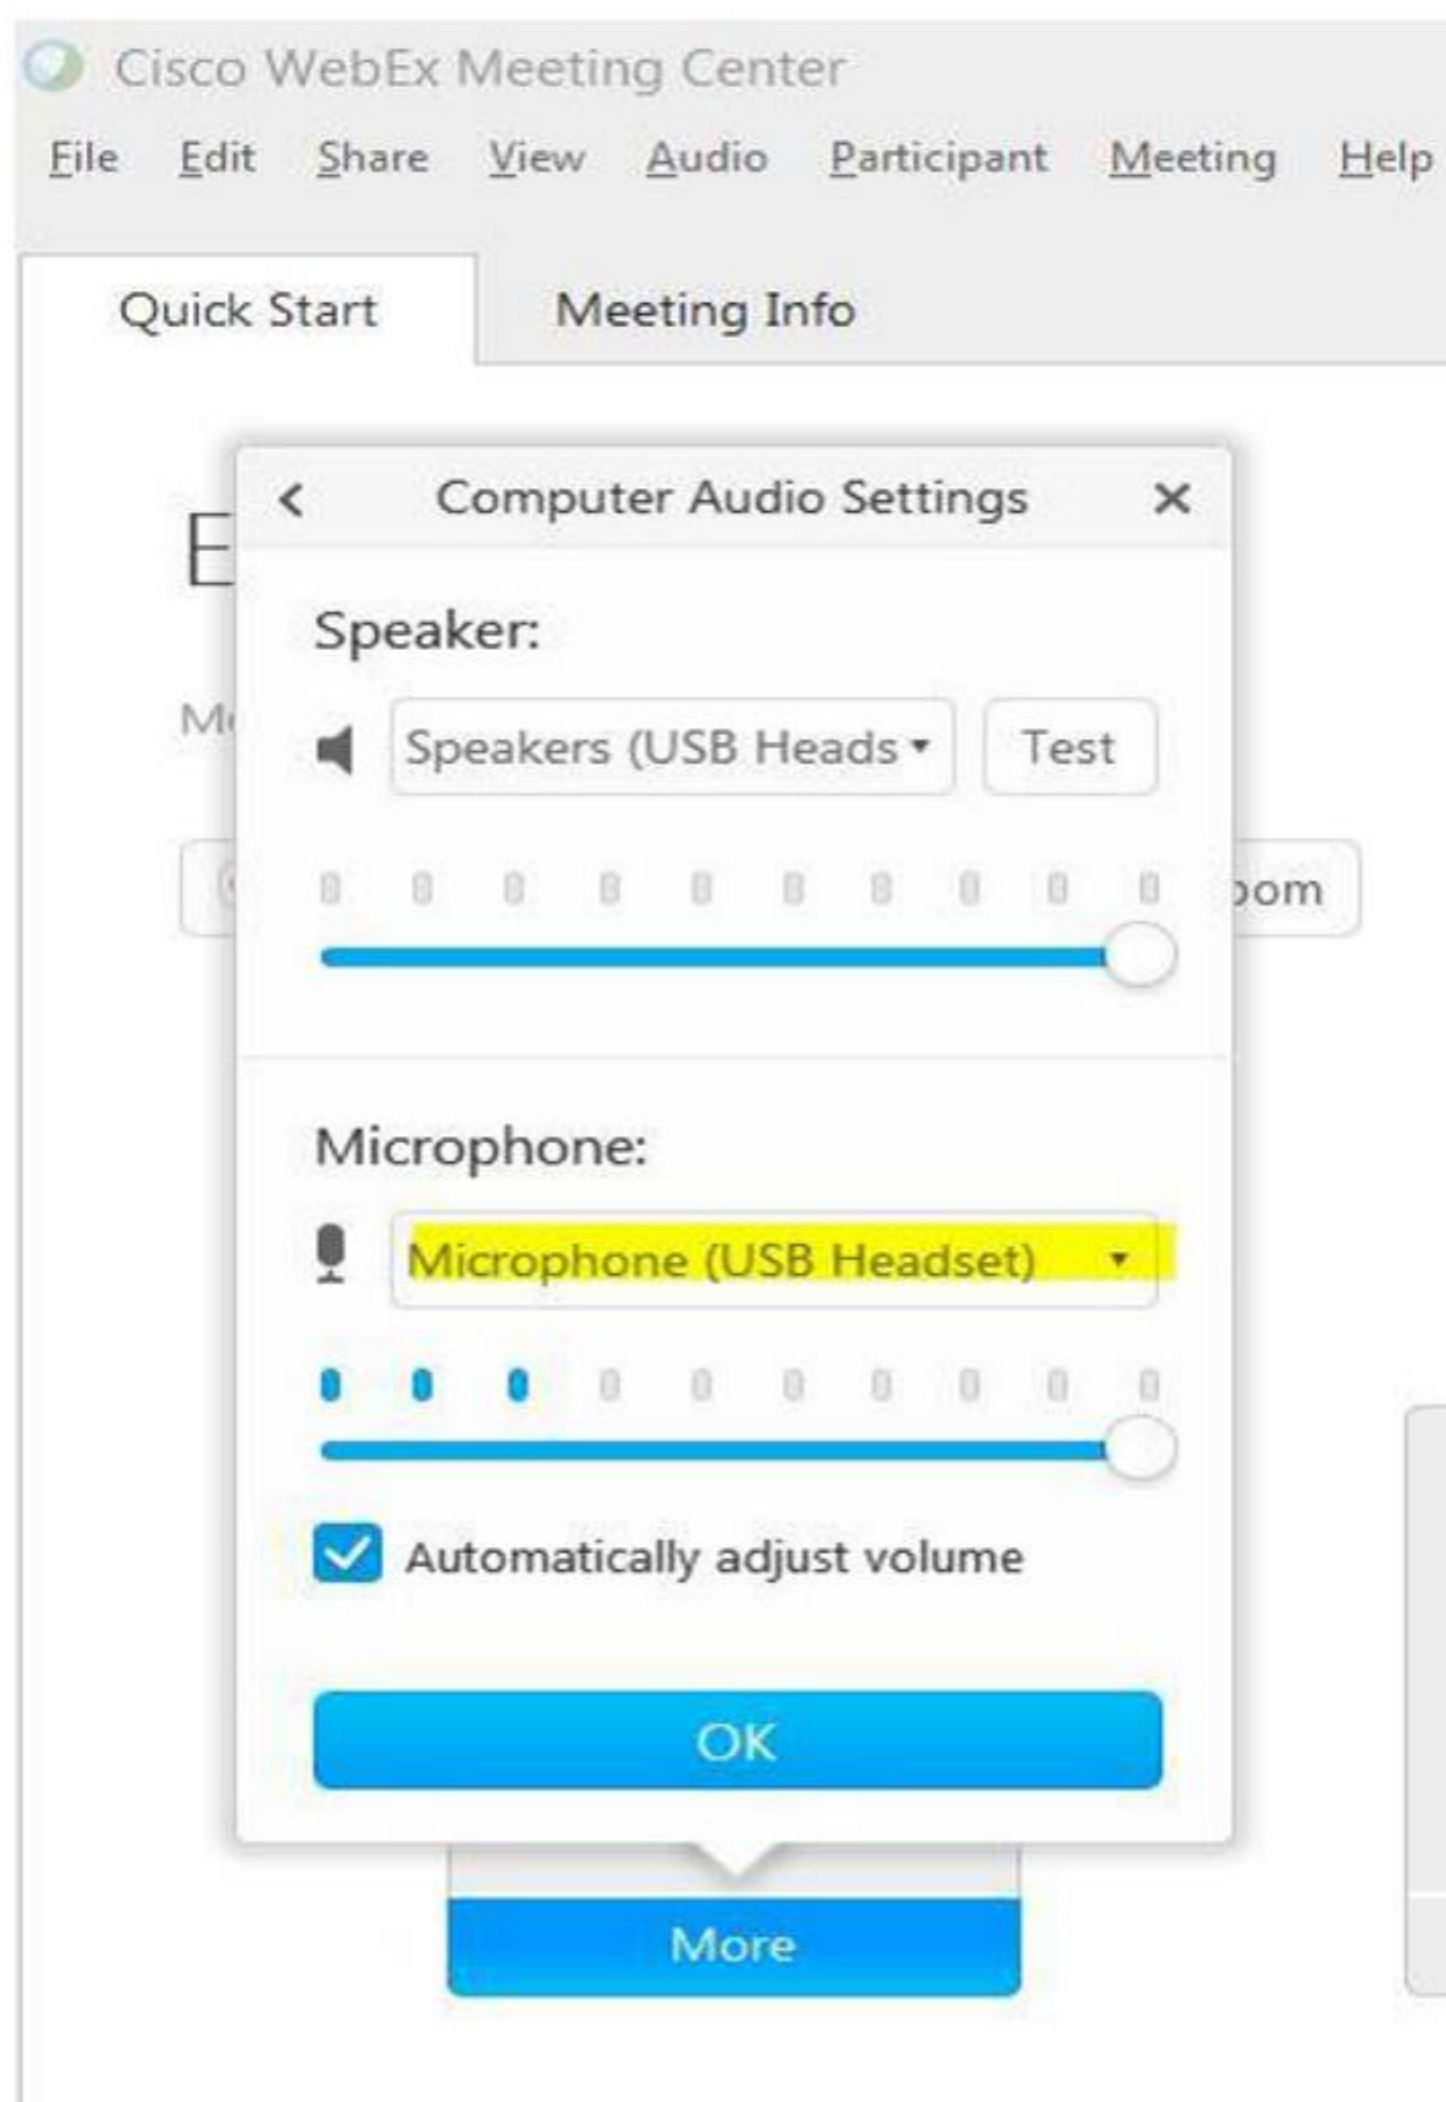 Cisco WebEx Meeting Center
File Edit Share View Audio Participant Meeting Help
Quick Start Meeting Info
Computer Audio Settings
Speaker:
Speakers (USB Heads Test
Microphone:
Microphone (USB Headset)
Automatically adjust volume
OK
More